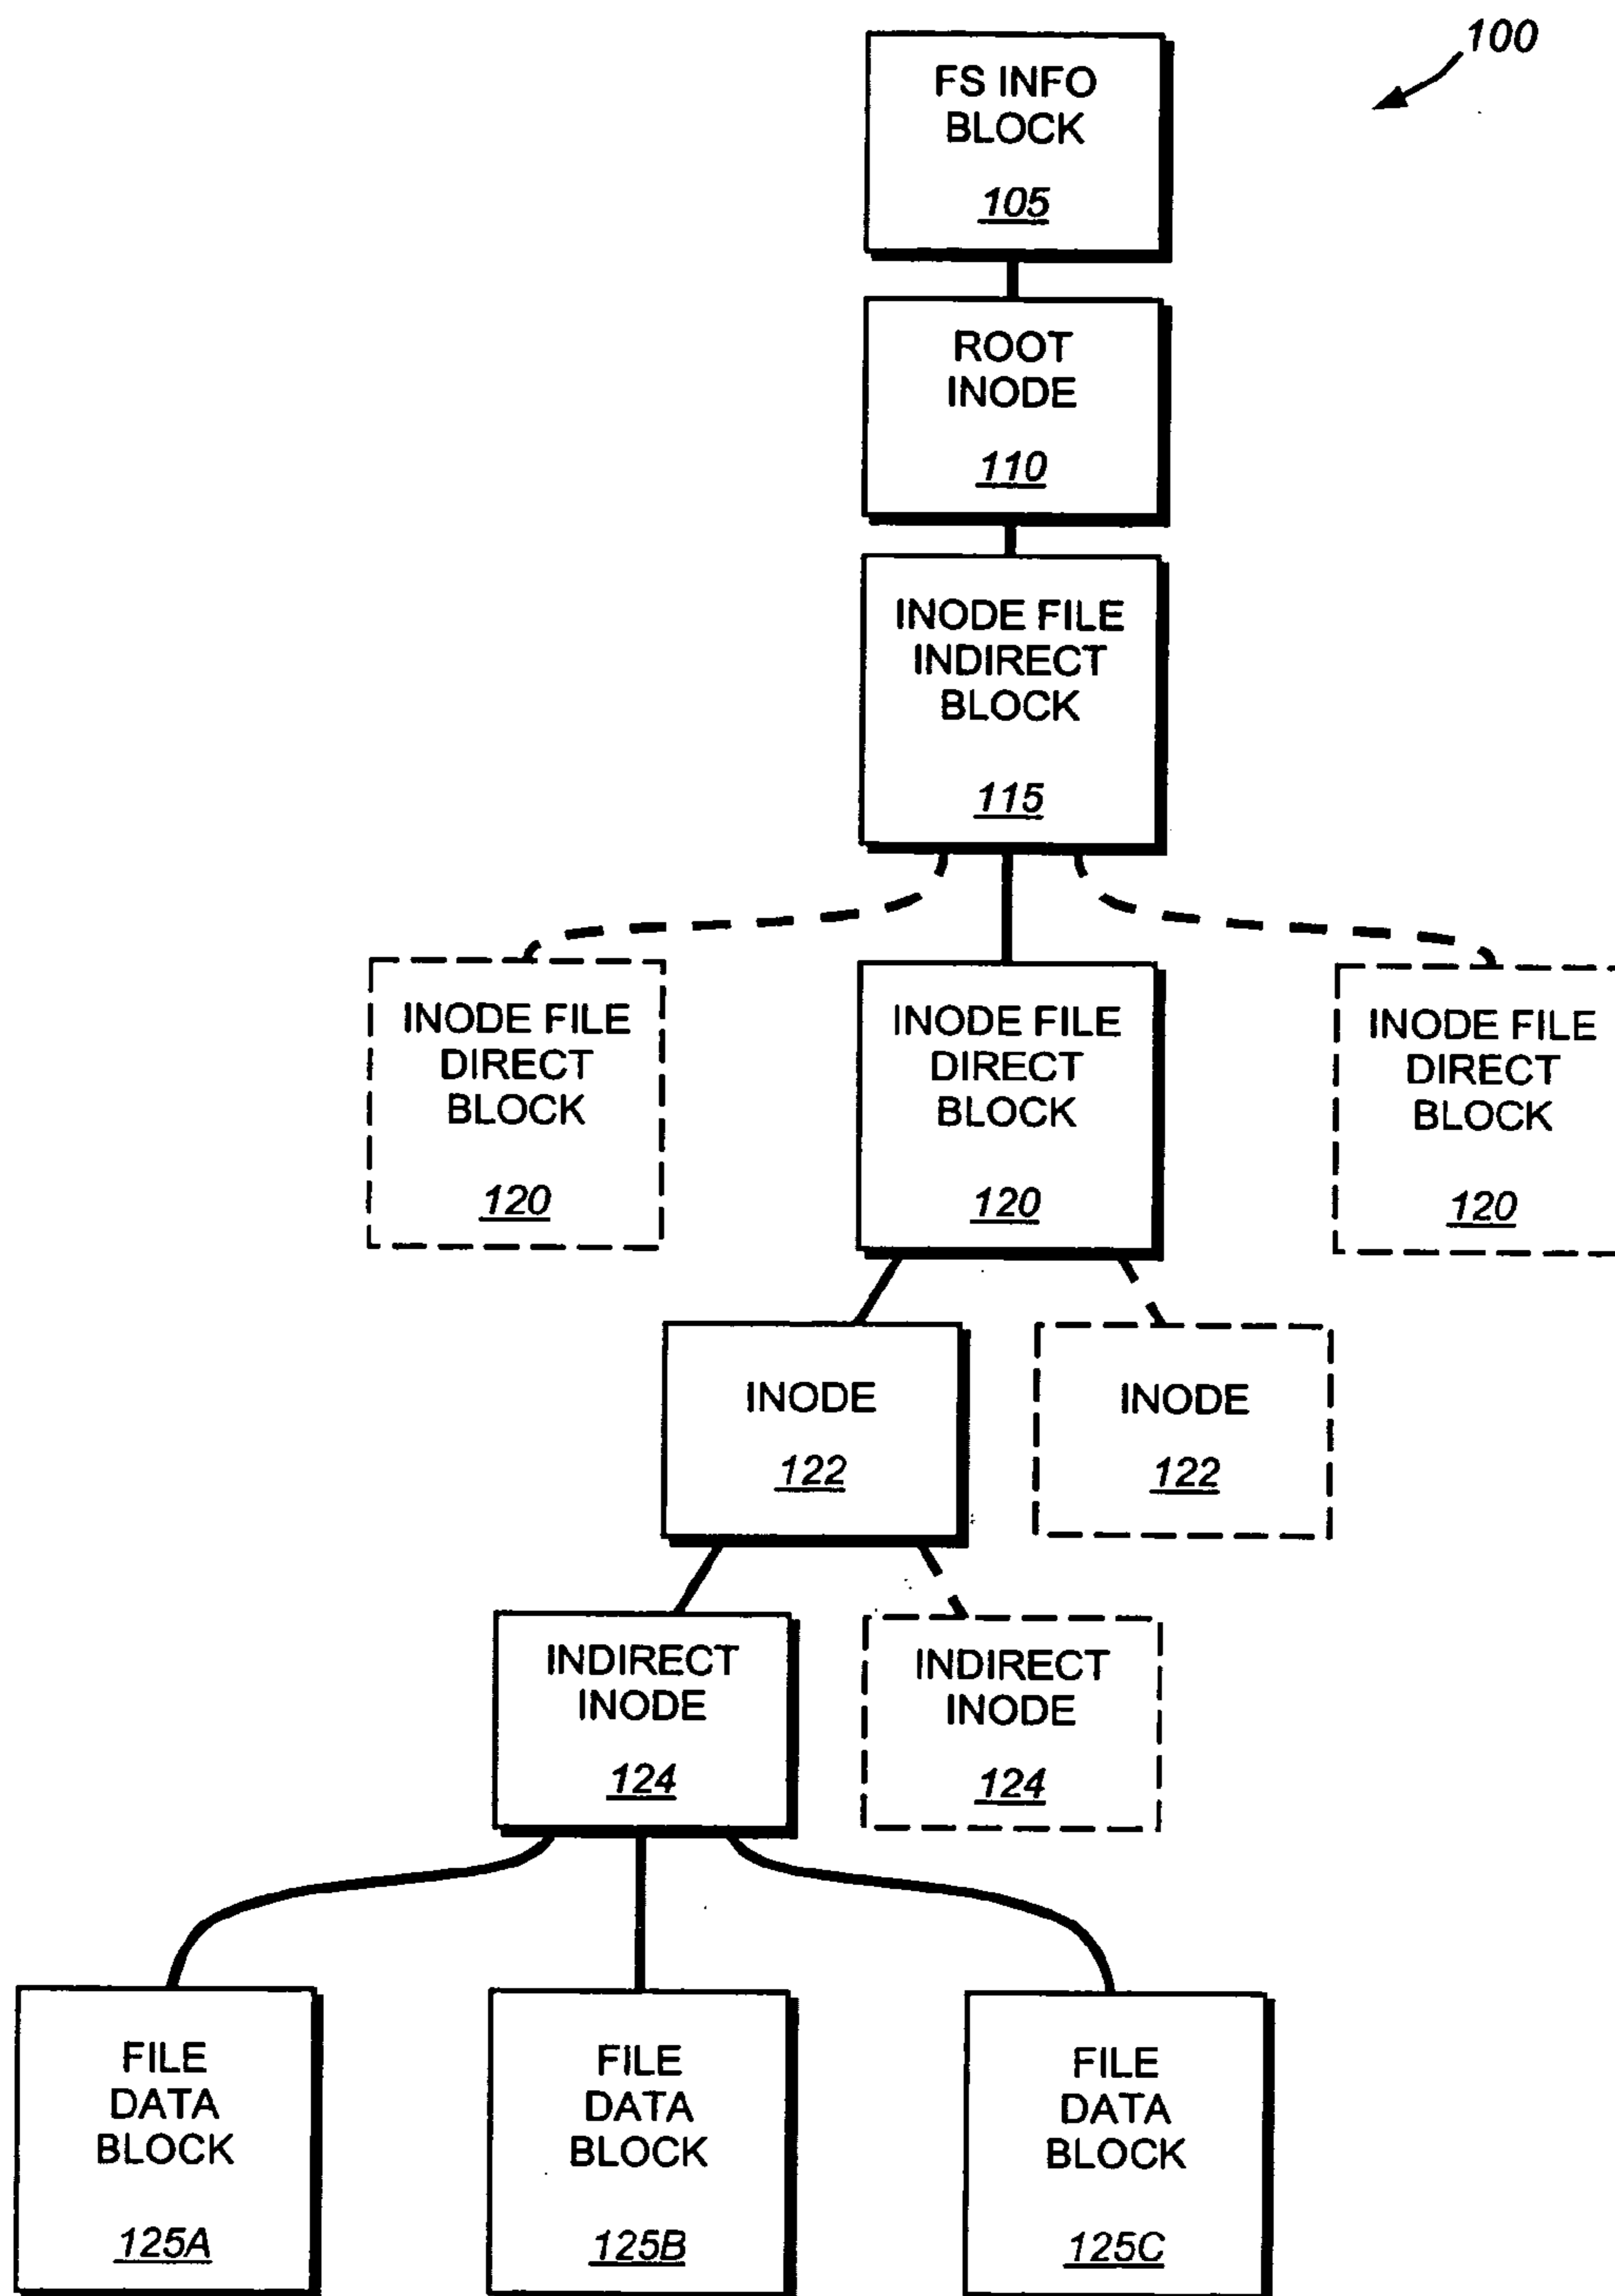 100
FS INFO
BLOCK
105
ROOT
INODE
110
INODE FILE
INDIRECT
BLOCK
115
INODE FILE
DIRECT
BLOCK
120
INODE FILE
DIRECT
BLOCK
120
INODE FILE
DIRECT
BLOCK
120
INODE
122
INODE
122
INDIRECT
INODE
124
INDIRECT
INODE
124
FILE
DATA
BLOCK
125A
FILE
DATA
BLOCK
125B
FILE
DATA
BLOCK
125C